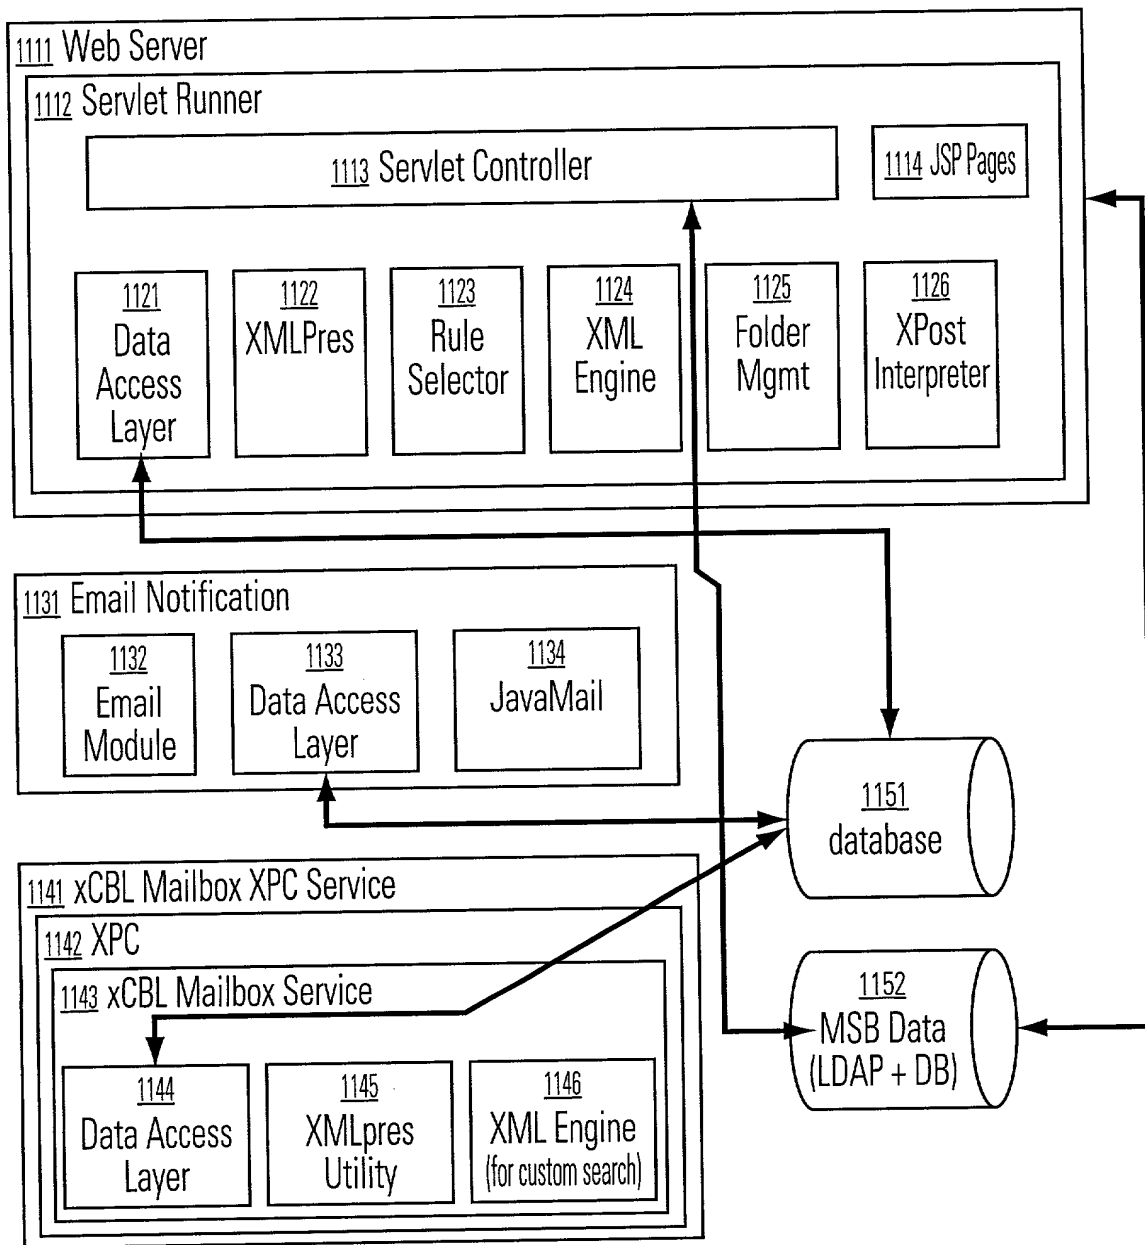 1111 Web Server
1112 Servlet Runner
1113 Servlet Controller
1114 JSP Pages
1121
Data
Access
Layer
1122
XMLPres
1123
Rule
Selector
1124
XML
Engine
1125
Folder
Mgmt
1126
XPost
Interpreter
1131 Email Notification
1132
Email
Module
1133
Data Access
Layer
1134
JavaMail
1151
database
1141 xCBL Mailbox XPC Service
1142 XPC
1143 xCBL Mailbox Service
1144
Data Access
Layer
1145
XMLpres
Utility
1146
XML Engine
(for custom search)
1152
MSB Data
(LDAP + DB)